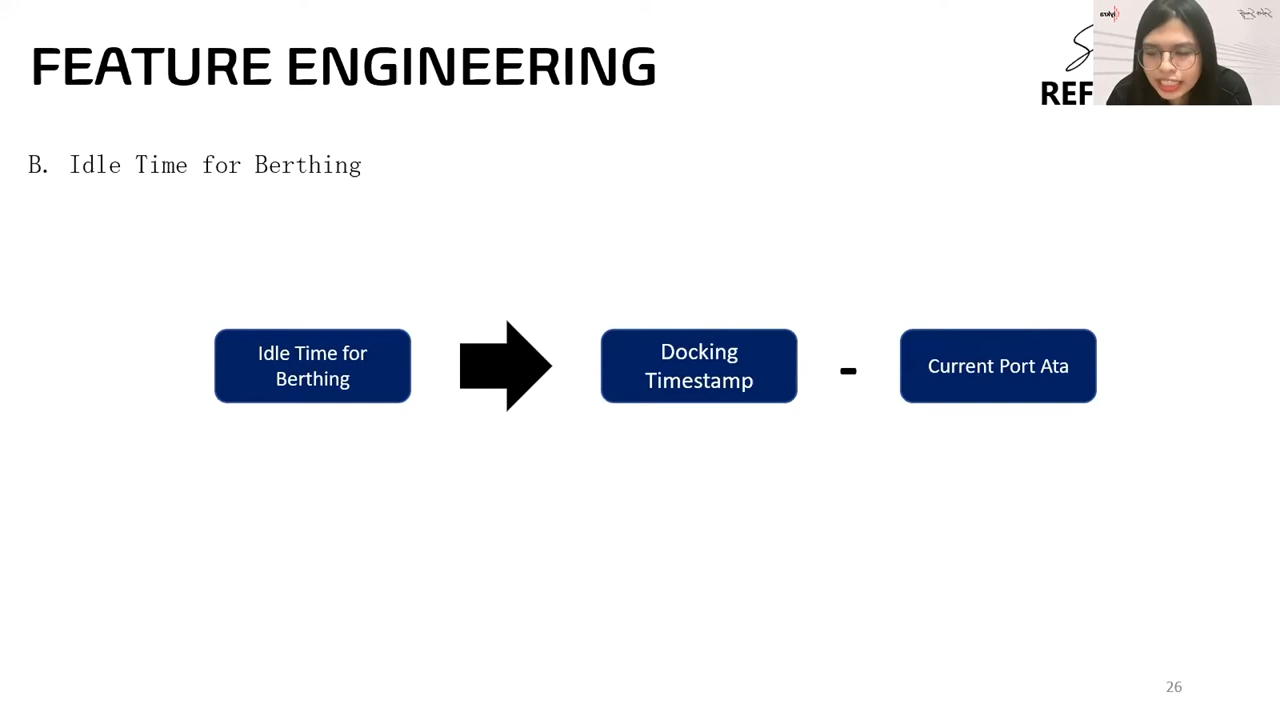 FEATURE ENGINEERING
REF
B. Idle Time for Berthing
Idle Time for
Berthing
Docking
Timestamp
-
Current Port Ata
26